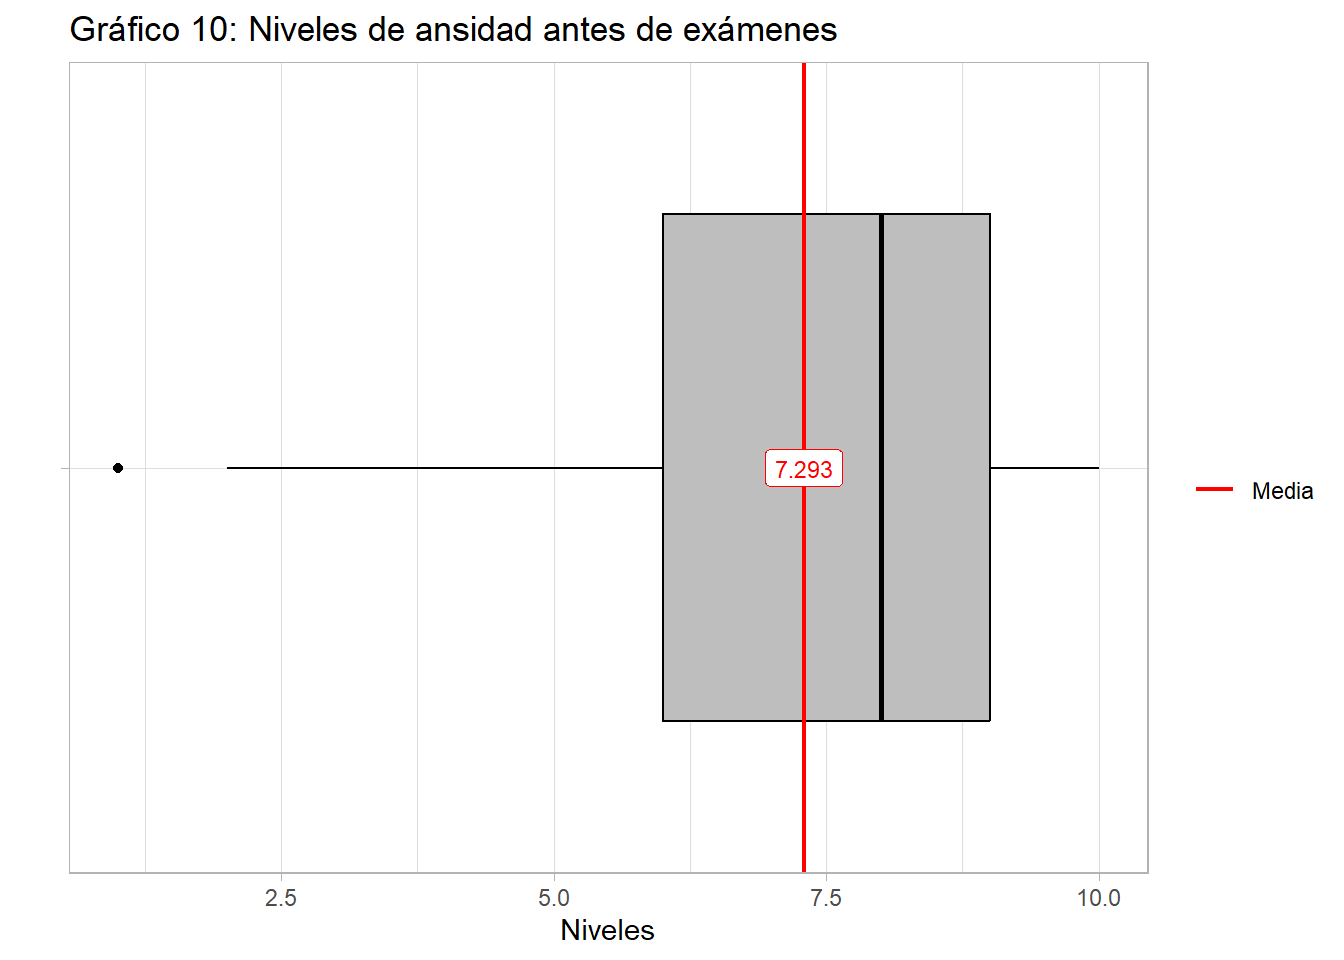 Gráfico 10: Niveles de ansidad antes de exámenes
7.293
Media
2.5 5.0 7.5 10.0
Niveles